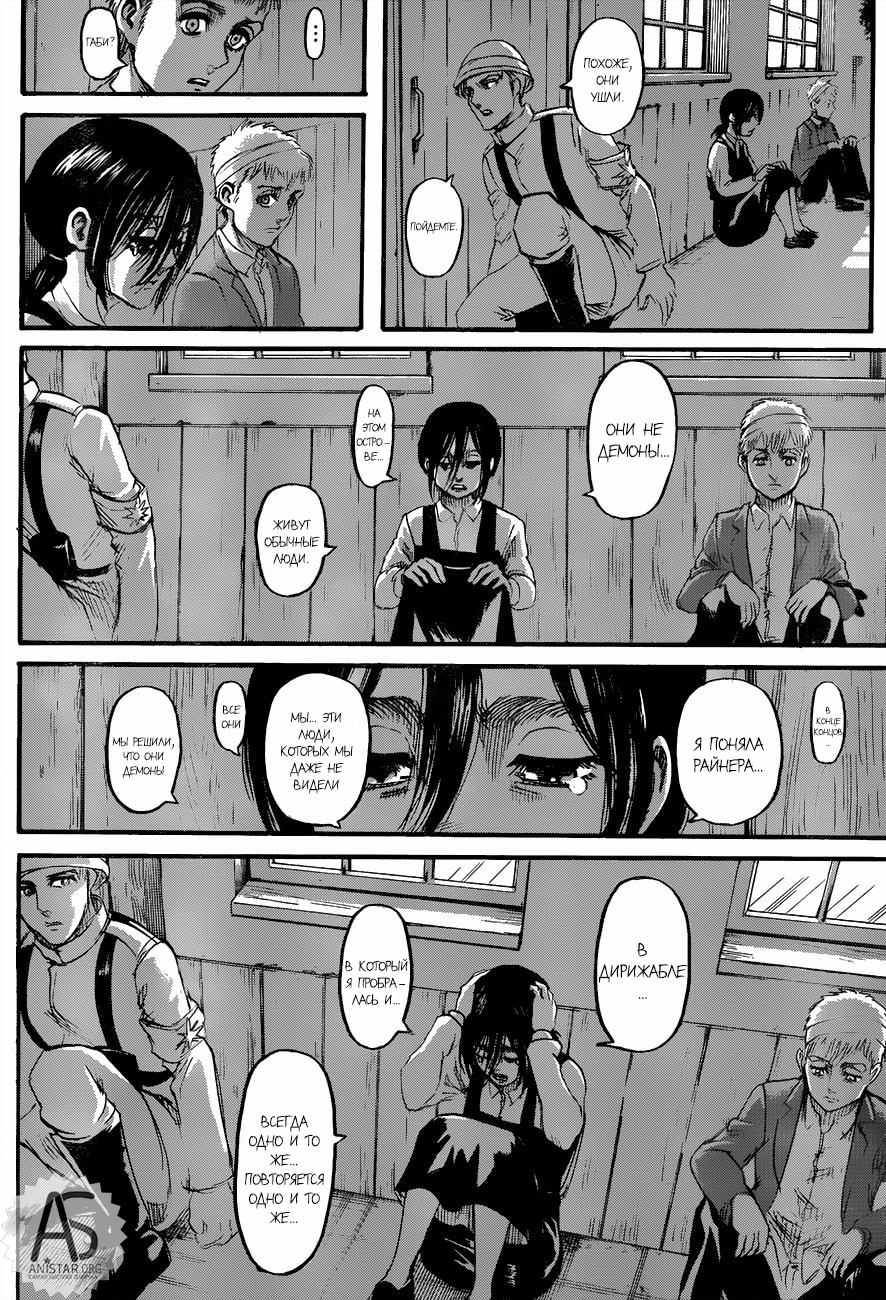 ПОХОЖЕ,
ОНИ
УШЛИ.
ПОЙДЕМТЕ.
...
ГАБИ?
ОНИ НЕ
ДЕМОНЫ...
НА
ЭТОМ
ОСТРО-
ВЕ...
ЖИВУТ
ОБЫЧНЫЕ
ЛЮДИ.
В
КОНЦЕ
КОНЦОВ
...
Я ПОНЯЛА
РАЙНЕРА...
МЫ... ЭТИ
ЛЮДИ,
КОТОРЫХ МЫ
ДАЖЕ НЕ
ВИДЕЛИ
ВСЕ
ОНИ
МЫ РЕШИЛИ,
ЧТО ОНИ
ДЕМОНЫ
В
ДИРИЖАБЛЕ
...
В КОТОРЫЙ
Я ПРОБРА-
ЛАСЬ И...
ВСЕГДА
ОДНО И ТО
ЖЕ...
ПОВТОРЯЕТСЯ
ОДНО И ТО
ЖЕ...
AS
ANISTAR.ORG